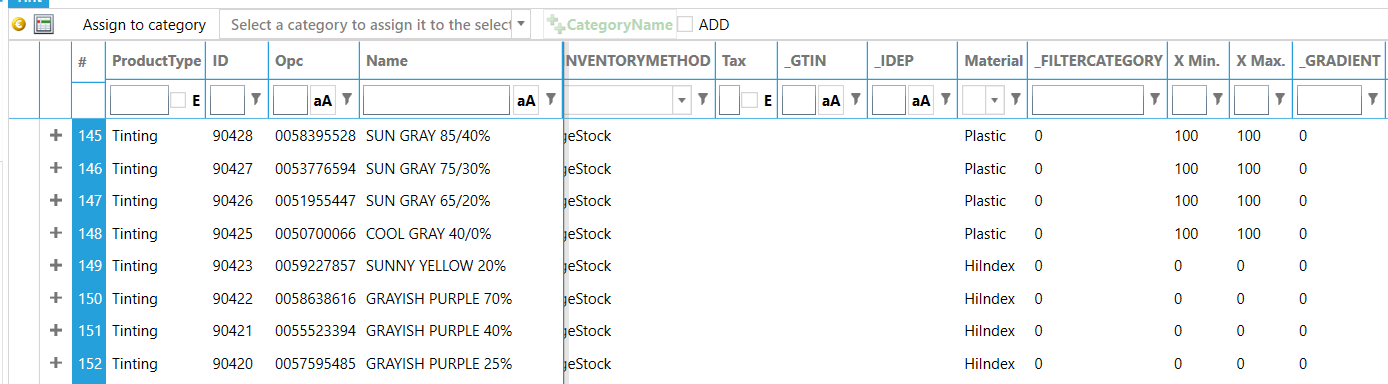 Assign to category Select a category to assign it to the select CategoryName ADD
# ProductType ID Opc Name NVENTORYMETHOD Tax _GTIN _IDEP Material _FILTERCATEGORY X Min. X Max. _GRADIENT
E aA aA E aA aA
145 Tinting 90428 0058395528 SUN GRAY 85/40% geStock Plastic 0 100 100 0
146 Tinting 90427 0053776594 SUN GRAY 75/30% geStock Plastic 0 100 100 0
147 Tinting 90426 0051955447 SUN GRAY 65/20% geStock Plastic 0 100 100 0
148 Tinting 90425 0050700066 COOL GRAY 40/0% geStock Plastic 0 100 100 0
149 Tinting 90423 0059227857 SUNNY YELLOW 20% geStock HiIndex 0 0 0 0
150 Tinting 90422 0058638616 GRAYISH PURPLE 70% geStock HiIndex 0 0 0 0
151 Tinting 90421 0055523394 GRAYISH PURPLE 40% geStock HiIndex 0 0 0 0
152 Tinting 90420 0057595485 GRAYISH PURPLE 25% geStock HiIndex 0 0 0 0